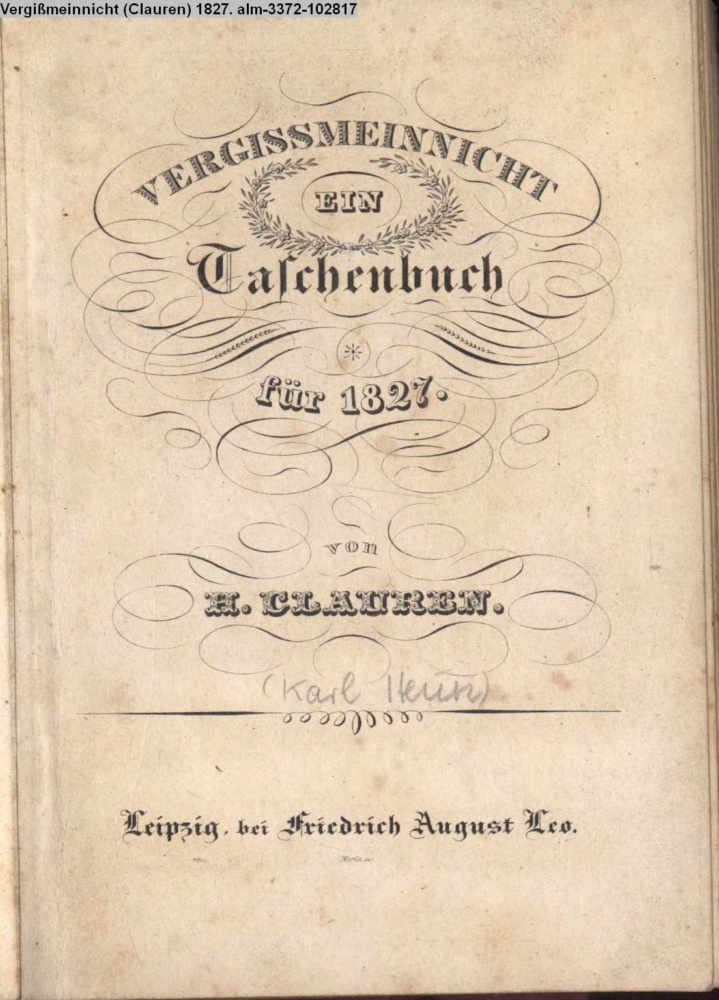 Vergißmeinnicht (Clauren) 1827. alm-3372-102817
VERGISSMEINNICHT
EIN
Taſchenbuch
für 1827.
von
H. CLAUREN.
(Karl Heun)
Leipzig, bei Friedrich August Leo.